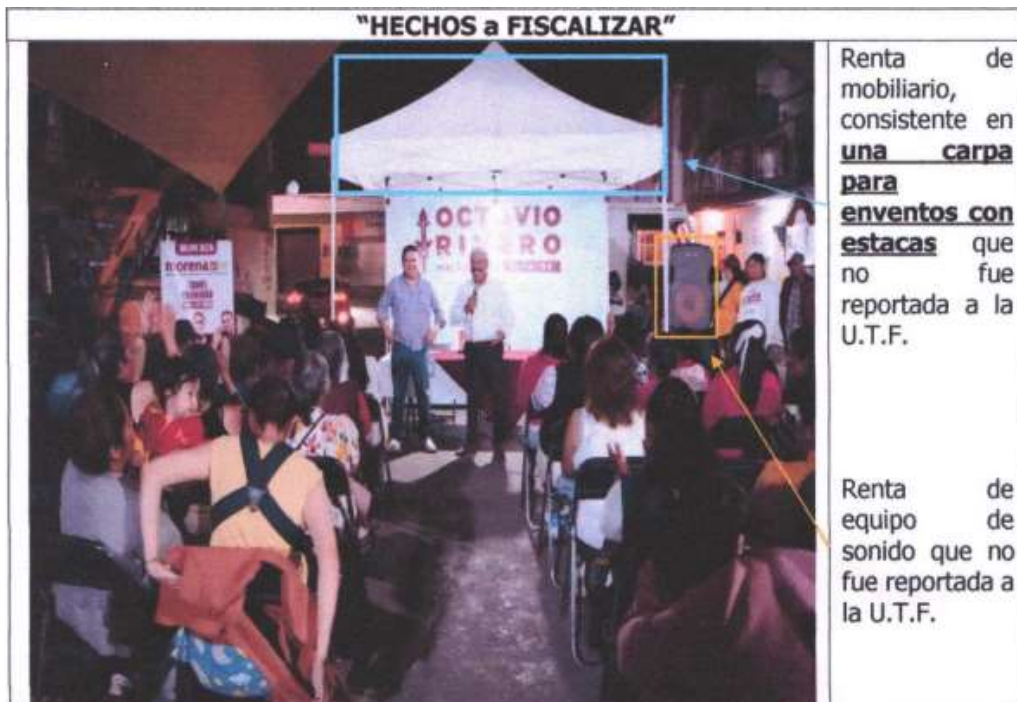 “HECHOS a FISCALIZAR”
OCTAVIO
morena
Renta de
mobiliario,
consistente en
una carpa
para
enventos con
estacas que
no fue
reportada a la
U.T.F.
Renta de
equipo de
sonido que no
fue reportada a
la U.T.F.